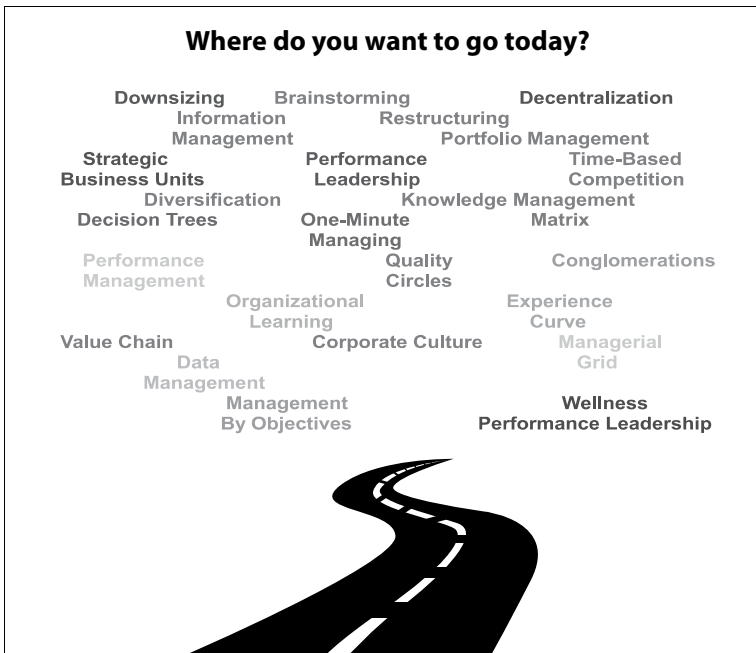 Where do you want to go today?
Downsizing Brainstorming Decentralization
Information Restructuring
Management Portfolio Management
Strategic Performance Time-Based
Business Units Leadership Competition
Diversification Knowledge Management
Decision Trees One-Minute Matrix
Managing
Performance Quality Conglomerations
Management Circles
Organizational Experience
Learning Curve
Value Chain Corporate Culture Managerial
Data Grid
Management
Management Wellness
By Objectives Performance Leadership